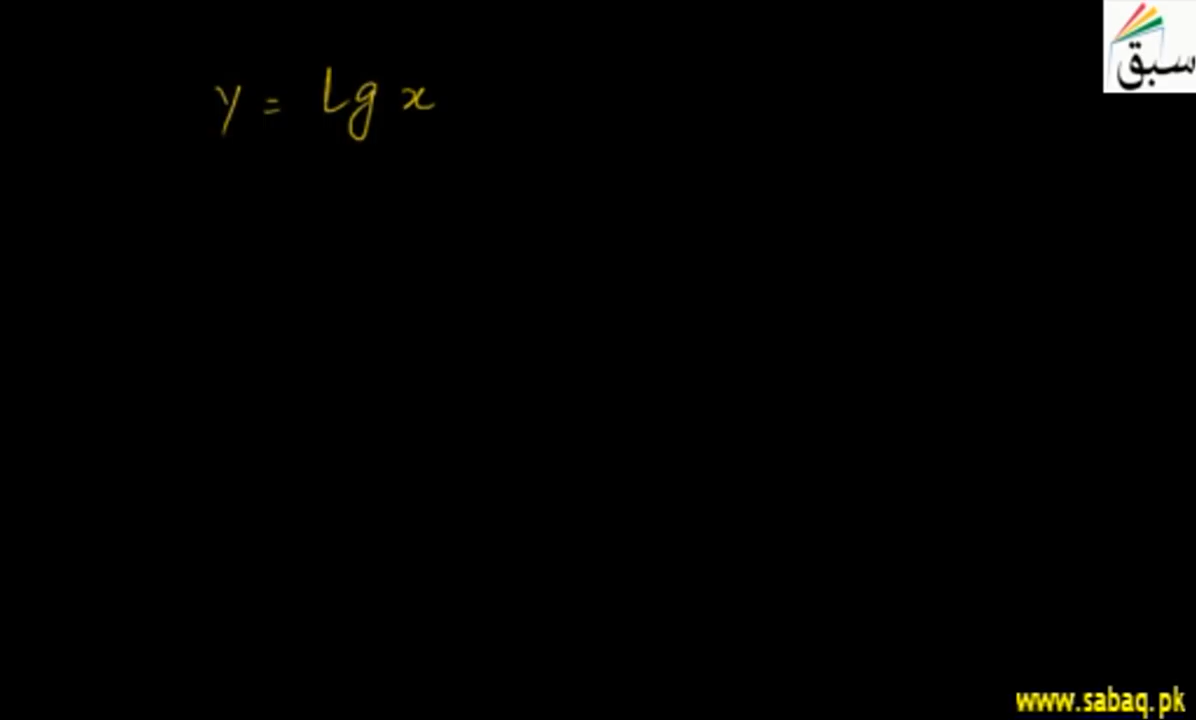 سبق
y = Lg x
www.sabaq.pk